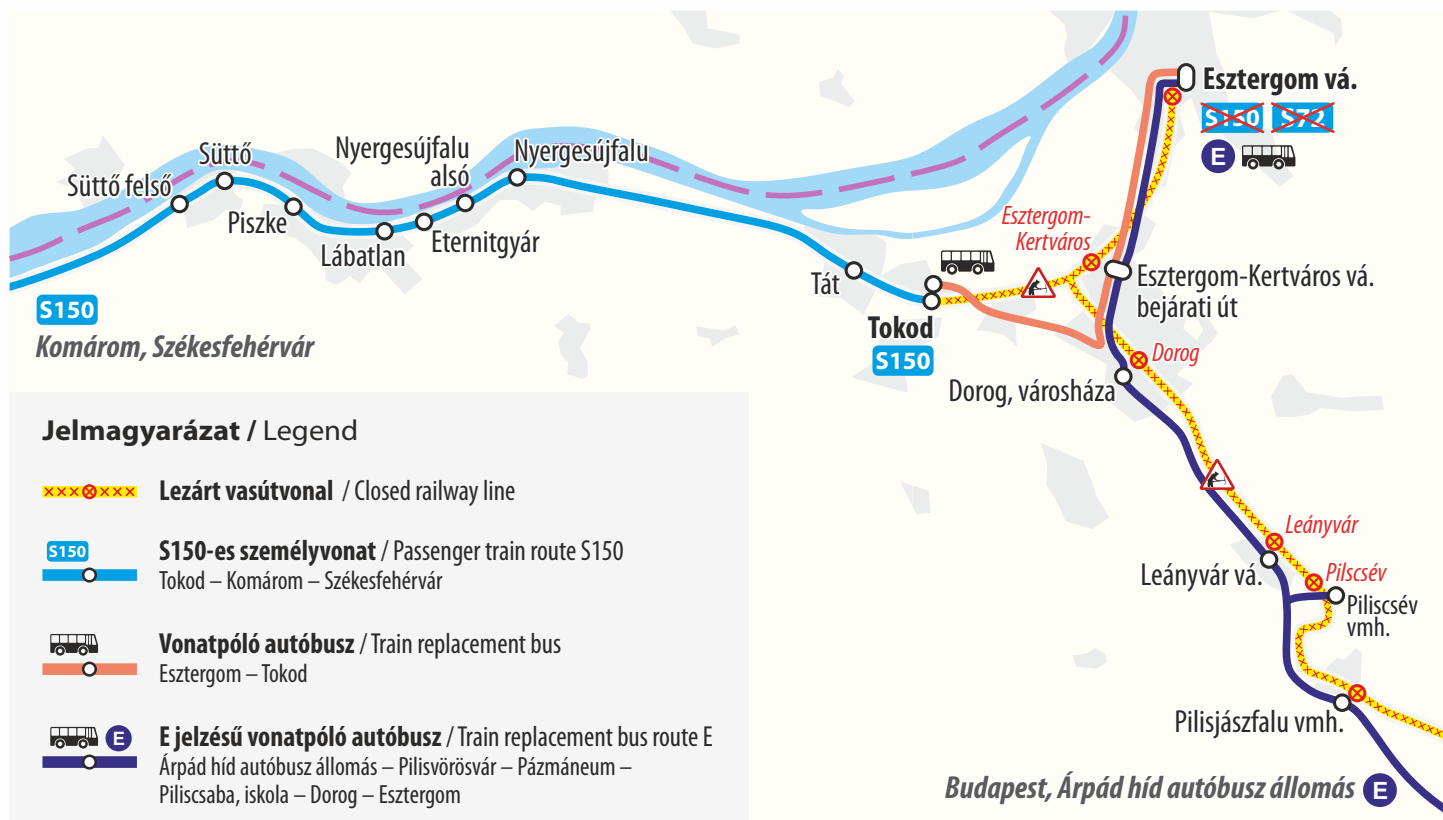 Esztergom vá.
S150 S72
E
Süttő
Nyergesújfalu
alsó
Nyergesújfalu
Süttő felső
Piszke
Eternitgyár
Lábatlan
Esztergom-
Kertváros
Tát
Esztergom-Kertváros vá.
bejárati út
S150
Komárom, Székesfehérvár
Tokod
S150
Dorog
Dorog, városháza
Leányvár
Leányvár vá.
Pilscsév
Piliscsév
vmh.
Pilisjászfalu vmh.
Budapest, Árpád híd autóbusz állomás E
Jelmagyarázat / Legend
Lezárt vasútvonal / Closed railway line
S150
S150-es személyvonat / Passenger train route S150
Tokod – Komárom – Székesfehérvár
Vonatpóló autóbusz / Train replacement bus
Esztergom – Tokod
E
E jelzésű vonatpóló autóbusz / Train replacement bus route E
Árpád híd autóbusz állomás – Pilisvörösvár – Pázmáneum –
Piliscsaba, iskola – Dorog – Esztergom